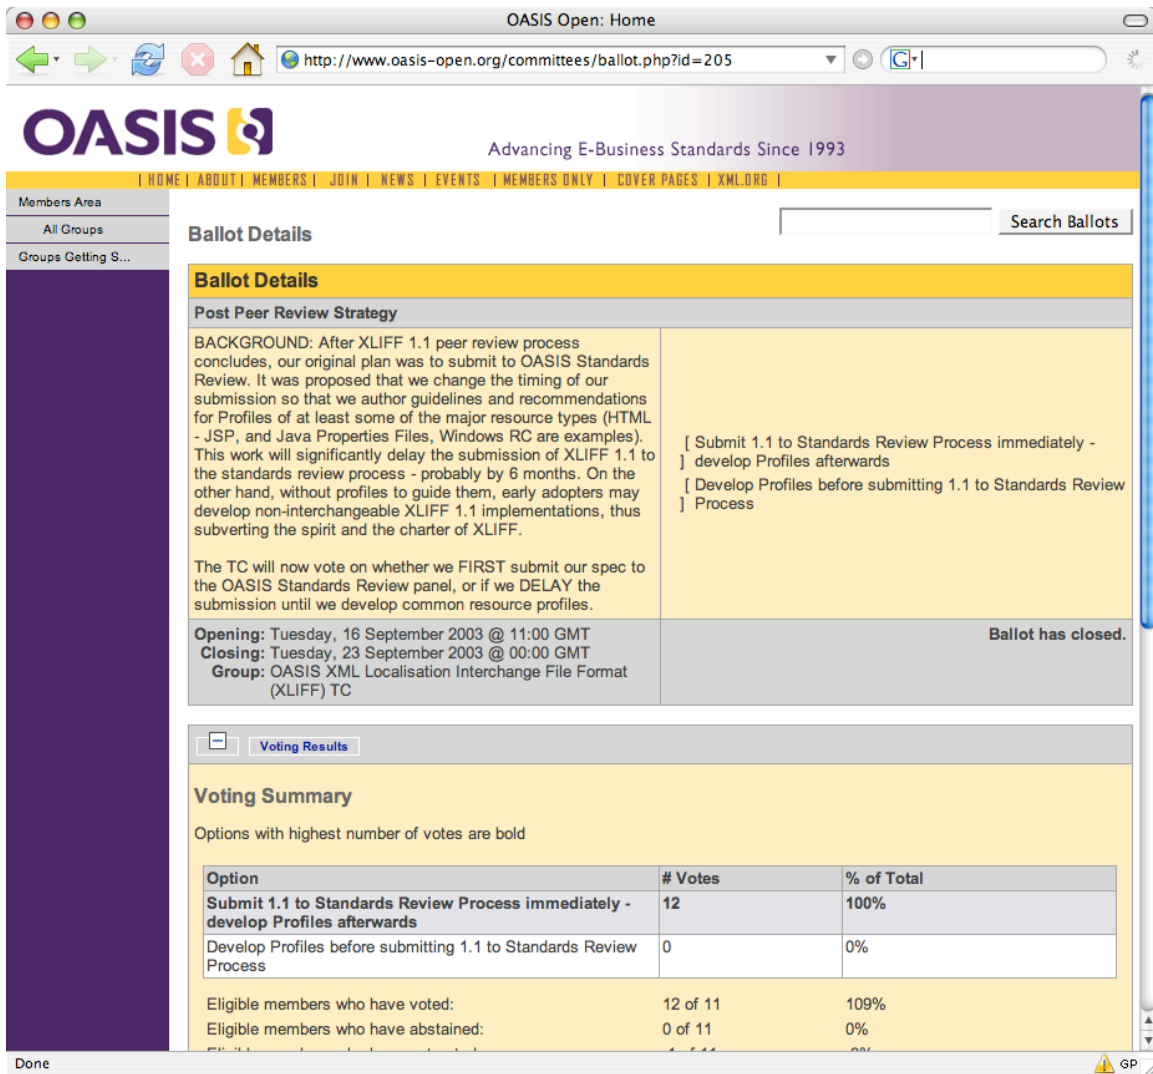 OASIS Open: Home
http://www.oasis-open.org/committees/ballot.php?id=205
G
OASIS
Advancing E-Business Standards Since 1993
| HOME | ABOUT | MEMBERS | JOIN | NEWS | EVENTS | MEMBERS ONLY | COVER PAGES | XML.ORG |
Members Area
All Groups
Groups Getting S...
Search Ballots
Ballot Details
Ballot Details
Post Peer Review Strategy
BACKGROUND: After XLIFF 1.1 peer review process
concludes, our original plan was to submit to OASIS Standards
Review. It was proposed that we change the timing of our
submission so that we author guidelines and recommendations
for Profiles of at least some of the major resource types (HTML
- JSP, and Java Properties Files, Windows RC are examples).
This work will significantly delay the submission of XLIFF 1.1 to
the standards review process - probably by 6 months. On the
other hand, without profiles to guide them, early adopters may
develop non-interchangeable XLIFF 1.1 implementations, thus
subverting the spirit and the charter of XLIFF.
The TC will now vote on whether we FIRST submit our spec to
the OASIS Standards Review panel, or if we DELAY the
submission until we develop common resource profiles.
[ Submit 1.1 to Standards Review Process immediately -
] develop Profiles afterwards
[ Develop Profiles before submitting 1.1 to Standards Review
] Process
Opening: Tuesday, 16 September 2003 @ 11:00 GMT
Closing: Tuesday, 23 September 2003 @ 00:00 GMT
Group: OASIS XML Localisation Interchange File Format
(XLIFF) TC
Ballot has closed.
Voting Results
Voting Summary
Options with highest number of votes are bold
Option # Votes % of Total
Submit 1.1 to Standards Review Process immediately - 12 100%
develop Profiles afterwards
Develop Profiles before submitting 1.1 to Standards Review 0 0%
Process
Eligible members who have voted: 12 of 11 109%
Eligible members who have abstained: 0 of 11 0%
Done
GP